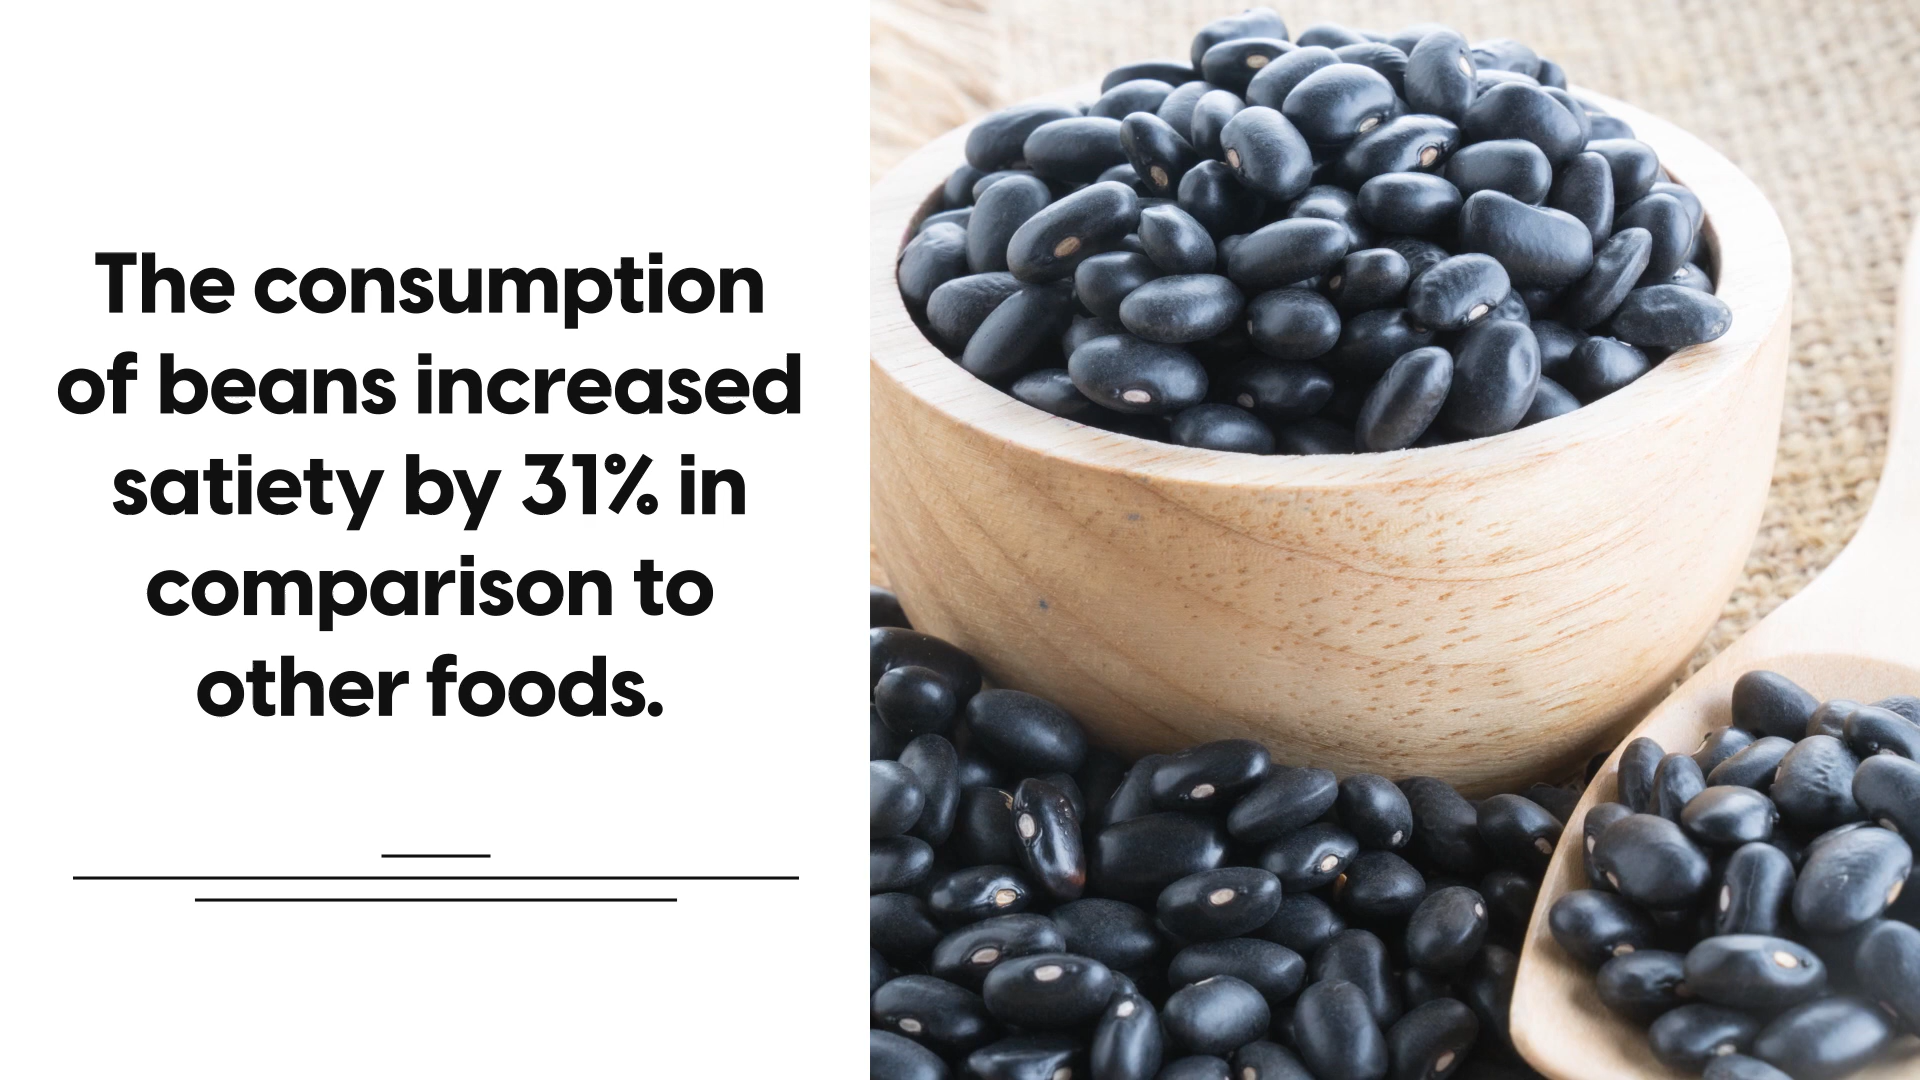 The consumption
of beans increased
satiety by 31% in
comparison to
other foods.